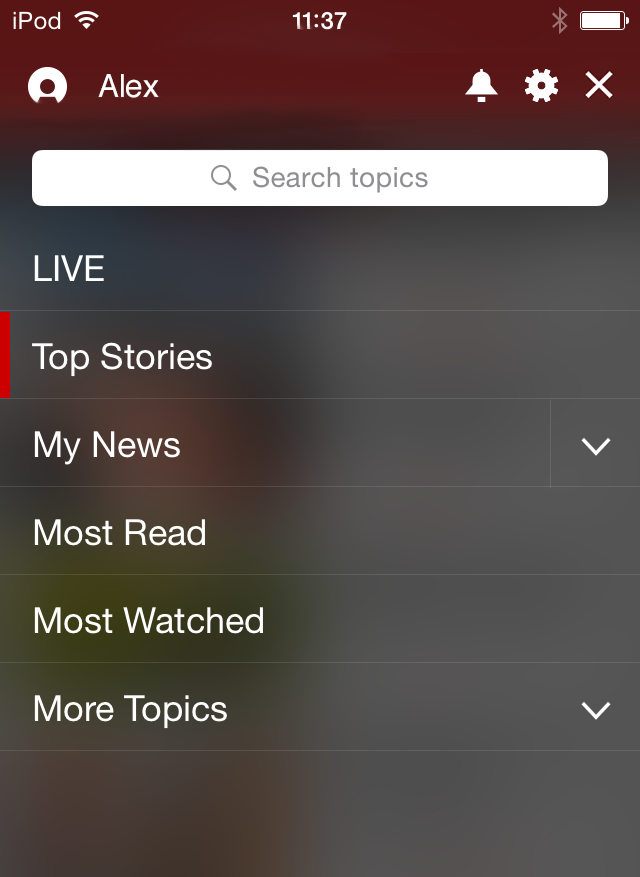 iPod 11:37
Alex
Search topics
LIVE
Top Stories
My News
Most Read
Most Watched
More Topics